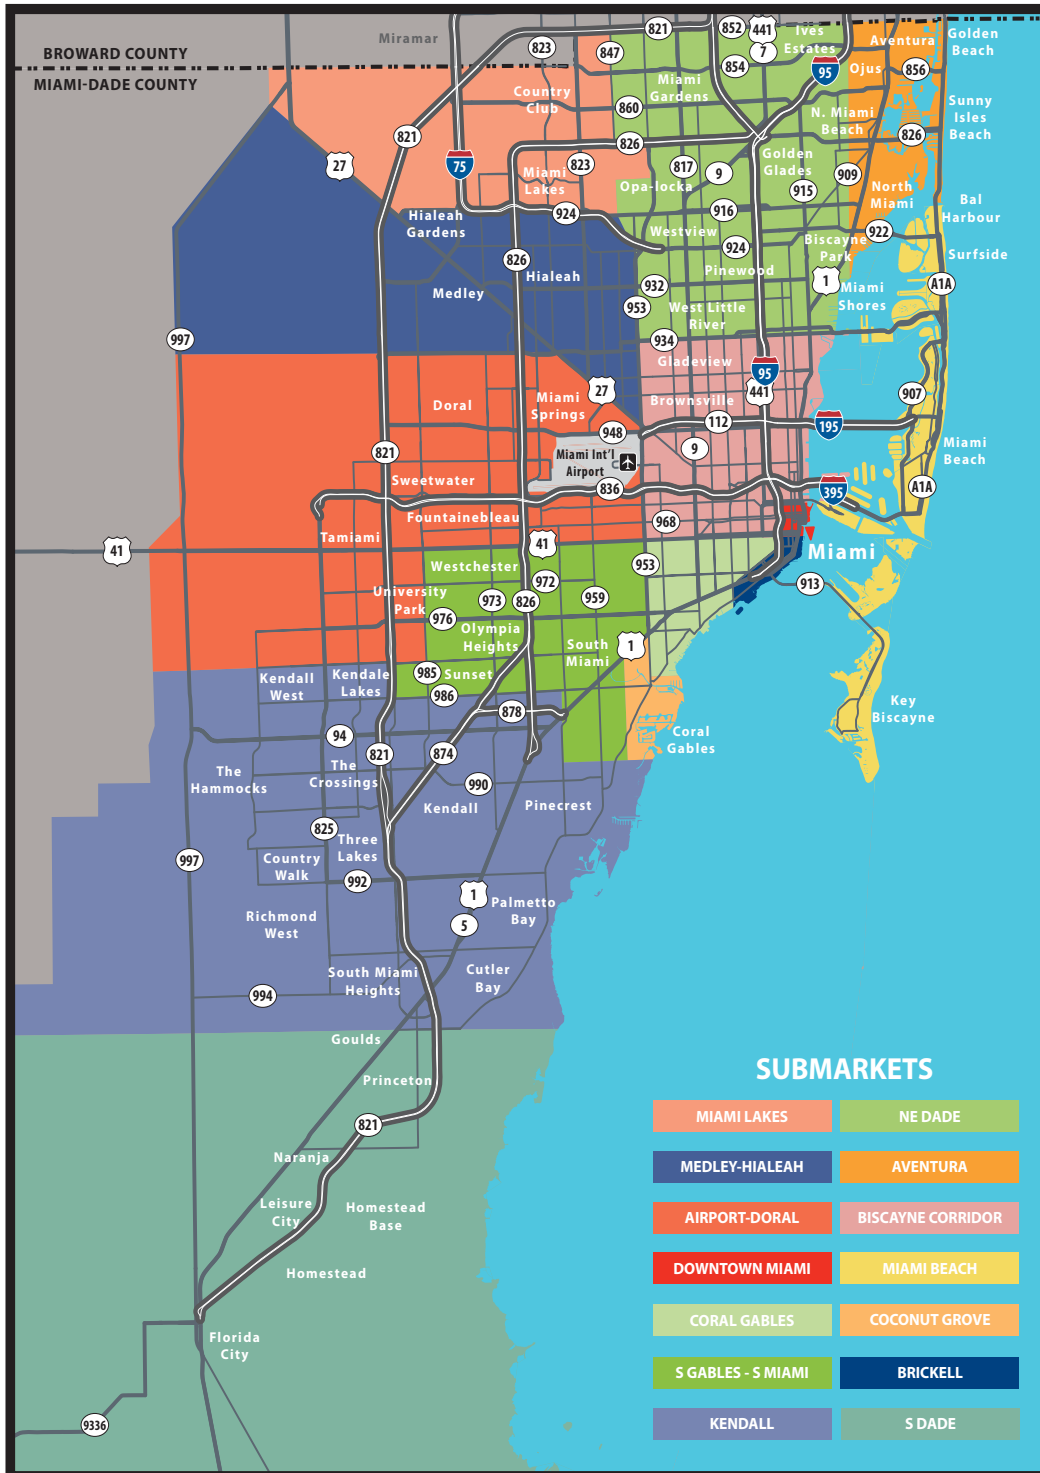 Miramar
823
847
821
852
441
7
Ives
Estates
Aventura
Golden
Beach
BROWARD COUNTY
MIAMI-DADE COUNTY
854
95
Ojus
856
Miami
Gardens
Country
Club
860
N. Miami
Beach
Sunny
Isles
Beach
821
826
826
27
75
823
Miami
Lakes
817
9
Golden
Glades
915
909
Opa-locka
North
Miami
Bal
Harbour
924
916
Hialeah
Gardens
Westview
924
Biscayne
Park
922
Surfside
826
Hialeah
Pinewood
1
Miami
Shores
A1A
Medley
932
953
West Little
River
997
934
Gladeview
95
441
27
907
Doral
Miami
Springs
Brownsville
112
195
948
9
821
Miami Int'l
Airport
Miami
Beach
Sweetwater
836
395
A1A
Fountainebleau
968
Tamiami
41
41
Miami
Westchester
953
972
913
University
Park
973
826
959
976
Olympia
Heights
South
Miami
1
Kendall
West
Kendale
Lakes
985
Sunset
986
878
Key
Biscayne
94
821
874
Coral
Gables
The
Hammocks
The
Crossings
990
Kendall
Pinecrest
825
Three
Lakes
997
Country
Walk
992
1
Palmetto
Bay
Richmond
West
5
South Miami
Heights
Cutler
Bay
994
Goulds
Princeton
821
Naranja
Leisure
City
Homestead
Base
Homestead
Florida
City
9336
SUBMARKETS
MIAMI LAKES
NE DADE
MEDLEY-HIALEAH
AVENTURA
AIRPORT-DORAL
BISCAYNE CORRIDOR
DOWNTOWN MIAMI
MIAMI BEACH
CORAL GABLES
COCONUT GROVE
S GABLES - S MIAMI
BRICKELL
KENDALL
S DADE